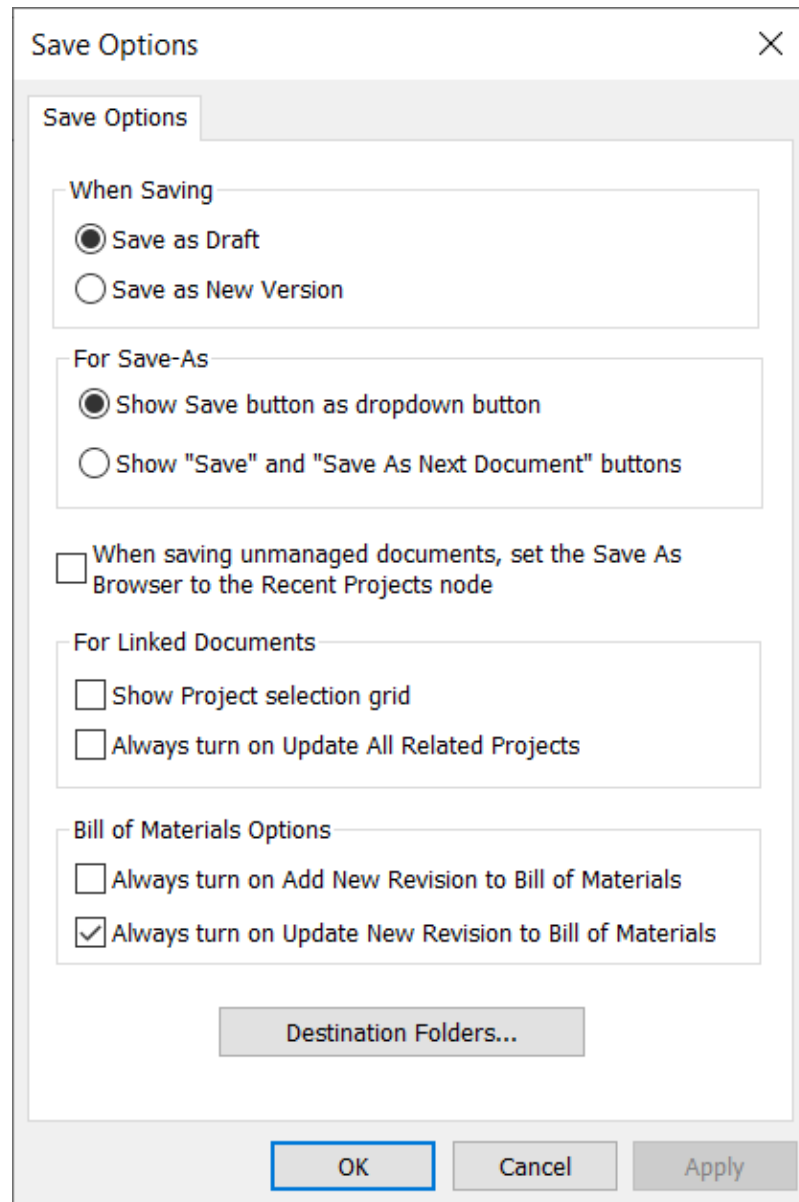 Save Options
Save Options
When Saving
Save as Draft
Save as New Version
For Save-As
Show Save button as dropdown button
Show "Save" and "Save As Next Document" buttons
When saving unmanaged documents, set the Save As
Browser to the Recent Projects node
For Linked Documents
Show Project selection grid
Always turn on Update All Related Projects
Bill of Materials Options
Always turn on Add New Revision to Bill of Materials
Always turn on Update New Revision to Bill of Materials
Destination Folders...
OK Cancel Apply